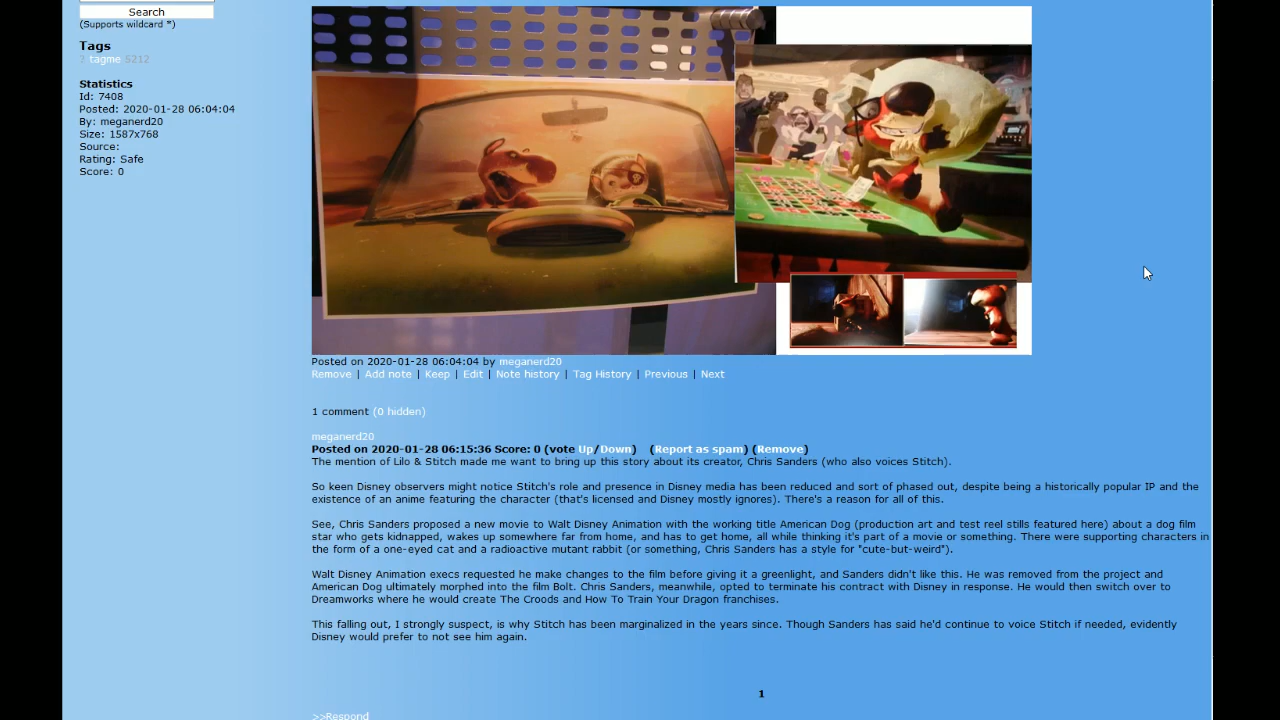 Search
(Supports wildcard *)
Tags
? tagme 5212
Statistics
Id: 7408
Posted: 2020-01-28 06:04:04
By: meganerd20
Size: 1587x768
Source:
Rating: Safe
Score: 0
Posted on 2020-01-28 06:04:04 by meganerd20
Remove | Add note | Keep | Edit | Note history | Tag History | Previous | Next
1 comment (0 hidden)
meganerd20
Posted on 2020-01-28 06:15:36 Score: 0 (vote Up/Down) (Report as spam) (Remove)
The mention of Lilo & Stitch made me want to bring up this story about its creator, Chris Sanders (who also voices Stitch).
So keen Disney observers might notice Stitch's role and presence in Disney media has been reduced and sort of phased out, despite being a historically popular IP and the
existence of an anime featuring the character (that's licensed and Disney mostly ignores). There's a reason for all of this.
See, Chris Sanders proposed a new movie to Walt Disney Animation with the working title American Dog (production art and test reel stills featured here) about a dog film
star who gets kidnapped, wakes up somewhere far from home, and has to get home, all while thinking it's part of a movie or something. There were supporting characters in
the form of a one-eyed cat and a radioactive mutant rabbit (or something, Chris Sanders has a style for "cute-but-weird").
Walt Disney Animation execs requested he make changes to the film before giving it a greenlight, and Sanders didn't like this. He was removed from the project and
American Dog ultimately morphed into the film Bolt. Chris Sanders, meanwhile, opted to terminate his contract with Disney in response. He would then switch over to
Dreamworks where he would create The Croods and How To Train Your Dragon franchises.
This falling out, I strongly suspect, is why Stitch has been marginalized in the years since. Though Sanders has said he'd continue to voice Stitch if needed, evidently
Disney would prefer to not see him again.
1
>>Respond